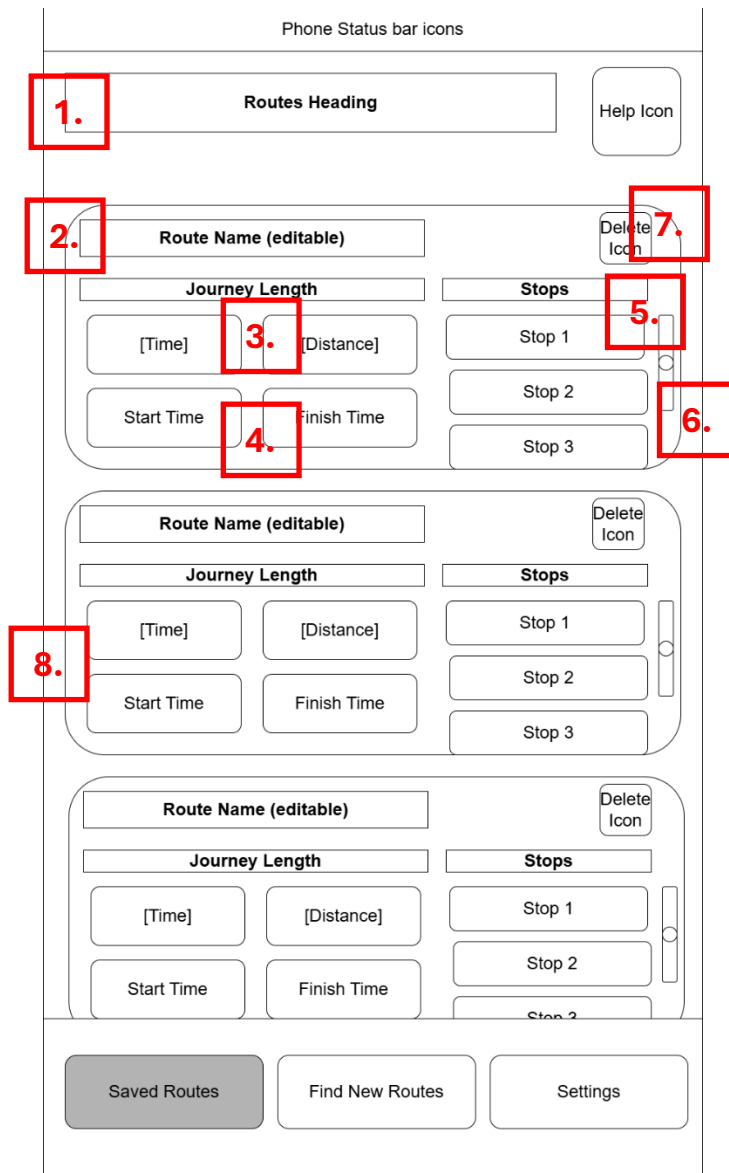 Phone Status bar icons
1.
Routes Heading
Help Icon
2.
Route Name (editable)
Delete
Icon
7.
Journey Length
Stops
5.
[Time]
3.
[Distance]
Stop 1
Stop 2
6.
Start Time
4.
Finish Time
Stop 3
Route Name (editable)
Delete
Icon
Journey Length
Stops
[Time]
[Distance]
Stop 1
8.
Stop 2
Start Time
Finish Time
Stop 3
Route Name (editable)
Delete
Icon
Journey Length
Stops
[Time]
[Distance]
Stop 1
Stop 2
Start Time
Finish Time
Stop 3
Saved Routes
Find New Routes
Settings